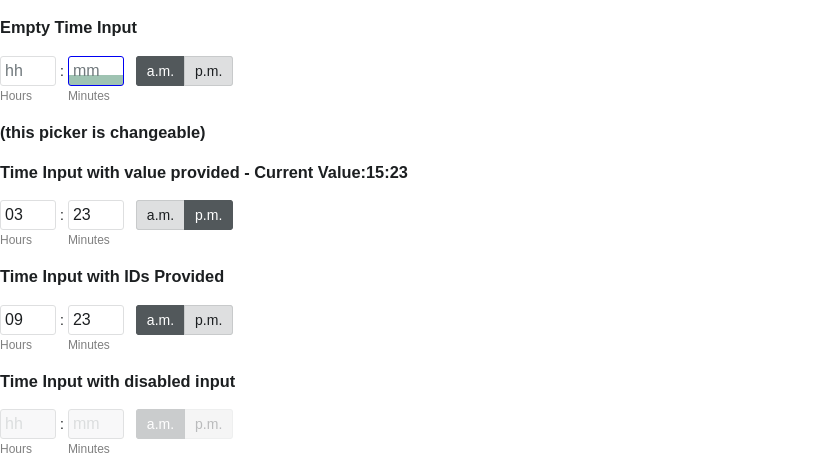 Empty Time Input
hh : mm a.m. p.m.
Hours Minutes
(this picker is changeable)
Time Input with value provided - Current Value:15:23
03 : 23 a.m. p.m.
Hours Minutes
Time Input with IDs Provided
09 : 23 a.m. p.m.
Hours Minutes
Time Input with disabled input
hh : mm a.m. p.m.
Hours Minutes